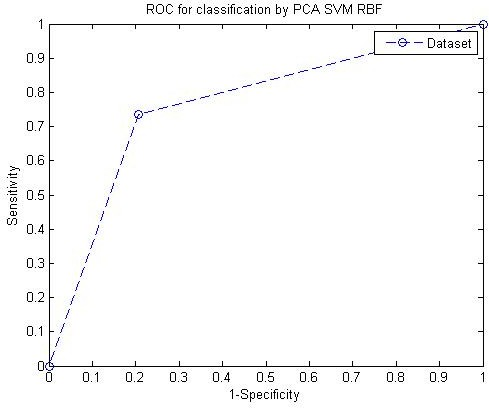 ROC for classification by PCA SVM RBF
Dataset
1
0.9
0.8
0.7
0.6
0.5
0.4
0.3
0.2
0.1
0
Sensitivity
0 0.1 0.2 0.3 0.4 0.5 0.6 0.7 0.8 0.9 1
1-Specificity